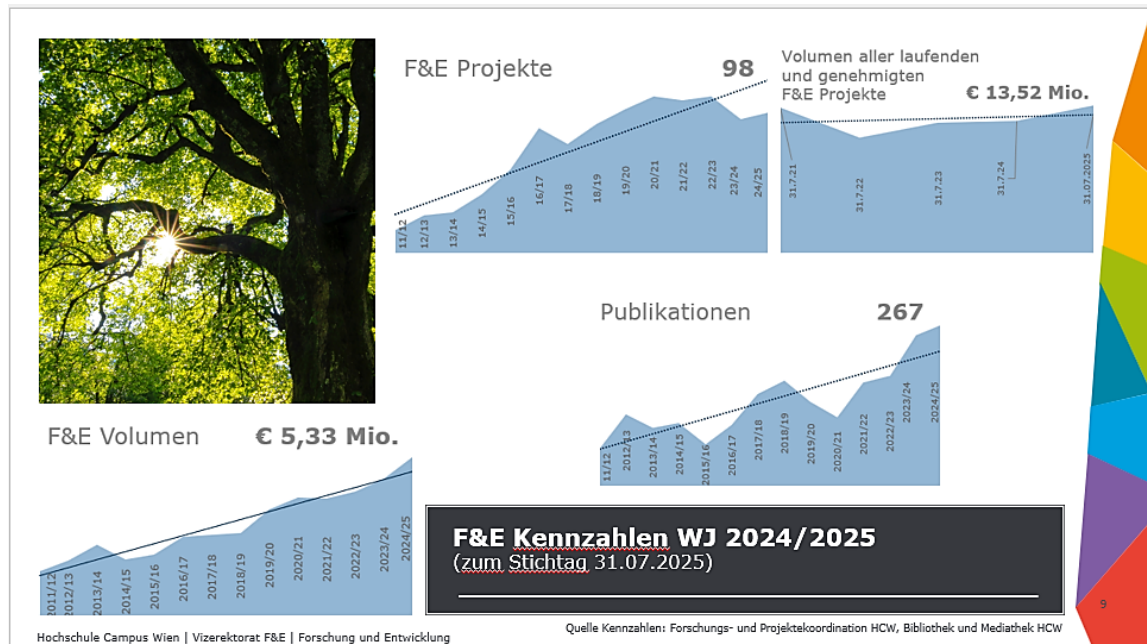 F&E Projekte 98
11/12 12/13 13/14 14/15 15/16 16/17 17/18 18/19 19/20 20/21 21/22 22/23 23/24 24/25
Volumen aller laufenden
und genehmigten
F&E Projekte € 13,52 Mio.
31.7.21 31.7.22 31.7.23 31.7.24 31.07.2025
Publikationen 267
11/12 2012/13 2013/14 2014/15 2015/16 2016/17 2017/18 2018/19 2019/20 2020/21 2021/22 2022/23 2023/24 2024/25
F&E Volumen € 5,33 Mio.
2011/12 2012/13 2013/14 2014/15 2015/16 2016/17 2017/18 2018/19 2019/20 2020/21 2021/22 2022/23 2023/24 2024/25
F&E Kennzahlen WJ 2024/2025
(zum Stichtag 31.07.2025)
9
Quelle Kennzahlen: Forschungs- und Projektekoordination HCW, Bibliothek und Mediathek HCW
Hochschule Campus Wien | Vizerektorat F&E | Forschung und Entwicklung